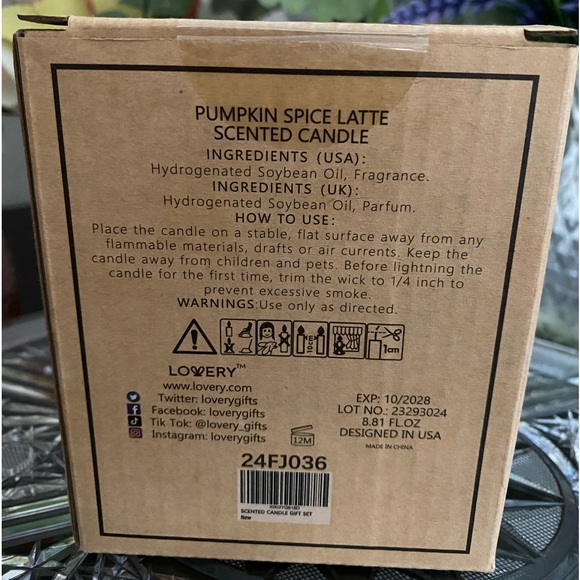 PUMPKIN SPICE LATTE
SCENTED CANDLE
INGREDIENTS (USA):
Hydrogenated Soybean Oil, Fragrance.
INGREDIENTS (UK):
Hydrogenated Soybean Oil, Parfum.
HOW TO USE:
Place the candle on a stable, flat surface away from any
flammable materials, drafts or air currents. Keep the
candle away from children and pets. Before lightning the
candle for the first time, trim the wick to 1/4 inch to
prevent excessive smoke.
WARNINGS:Use only as directed.
1cm
LOVERY™
www.lovery.com
Twitter: loverygifts
Facebook: loverygifts
Tik Tok: @lovery_gifts
Instagram: loverygifts
12M
EXP: 10/2028
LOT NO.: 23293024
8.81 FL.OZ
DESIGNED IN USA
MADE IN CHINA
24FJ036
SCENTED CANDLE GIFT SET
New